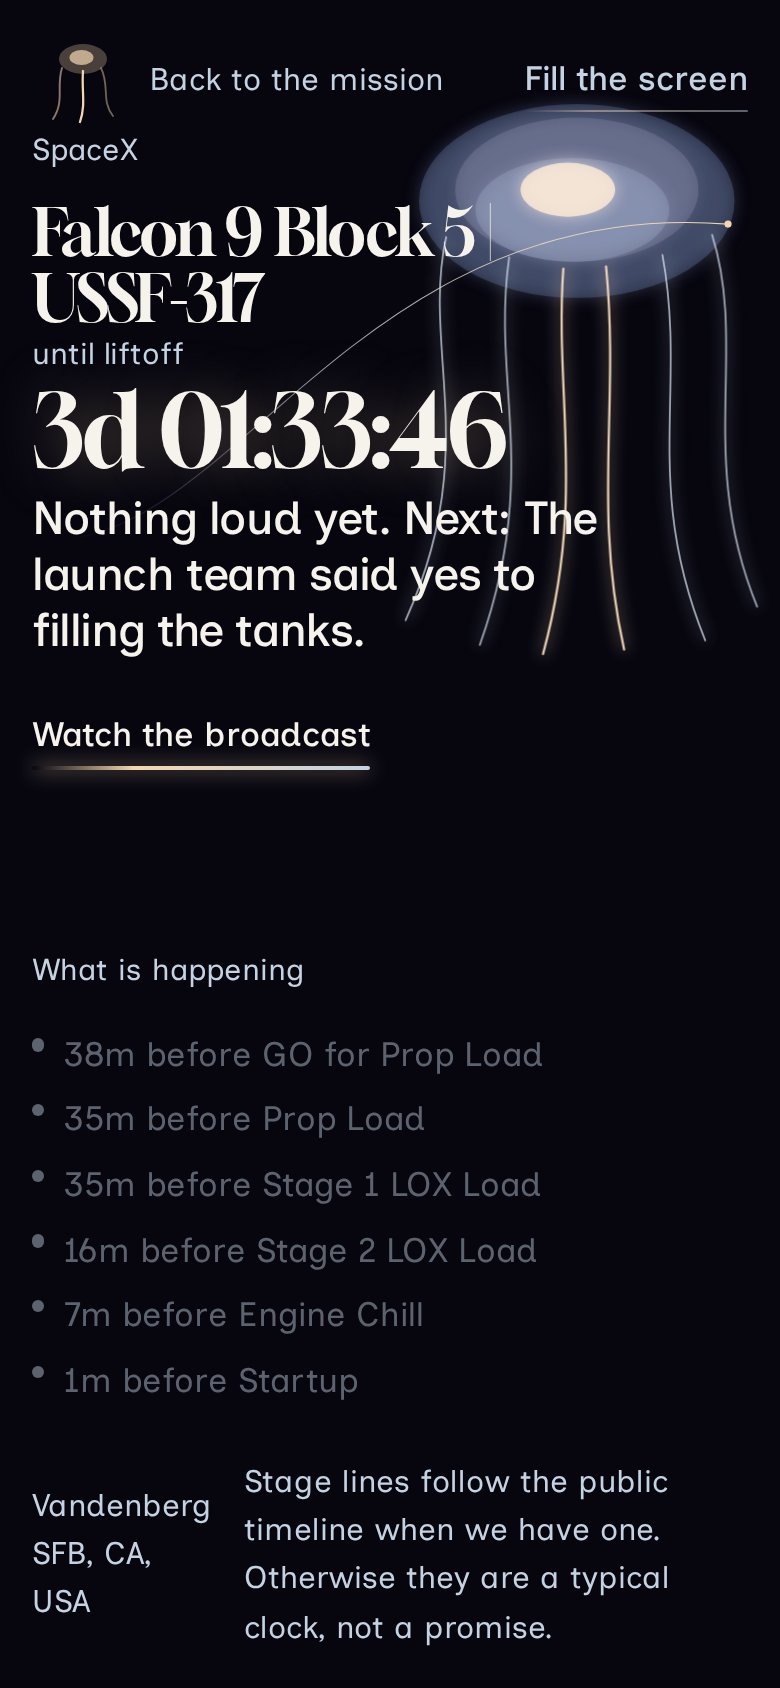 Back to the mission
Fill the screen
SpaceX
Falcon 9 Block 5 |
USSF-317
until liftoff
3d 01:33:46
Nothing loud yet. Next: The
launch team said yes to
filling the tanks.
Watch the broadcast
What is happening
38m before GO for Prop Load
35m before Prop Load
35m before Stage 1 LOX Load
16m before Stage 2 LOX Load
7m before Engine Chill
1m before Startup
Vandenberg
SFB, CA,
USA
Stage lines follow the public
timeline when we have one.
Otherwise they are a typical
clock, not a promise.